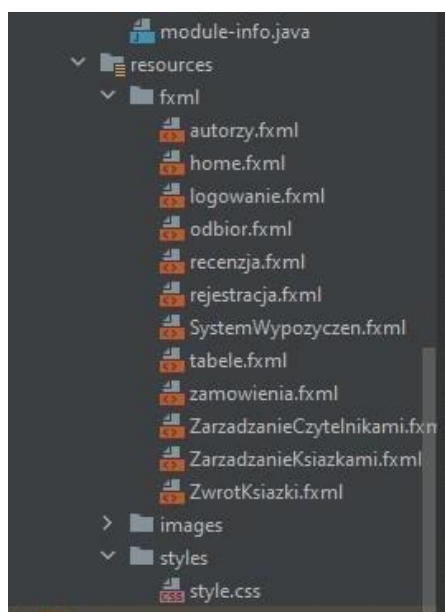 module-info.java
resources
fxml
autorzy.fxml
home.fxml
logowanie.fxml
odbior.fxml
recenzja.fxml
rejestracja.fxml
SystemWypozyczen.fxml
tabele.fxml
zamowienia.fxml
ZarzadzanieCzytelnikami.fxm
ZarzadzanieKsiazkami.fxml
ZwrotKsiazki.fxml
images
styles
style.css